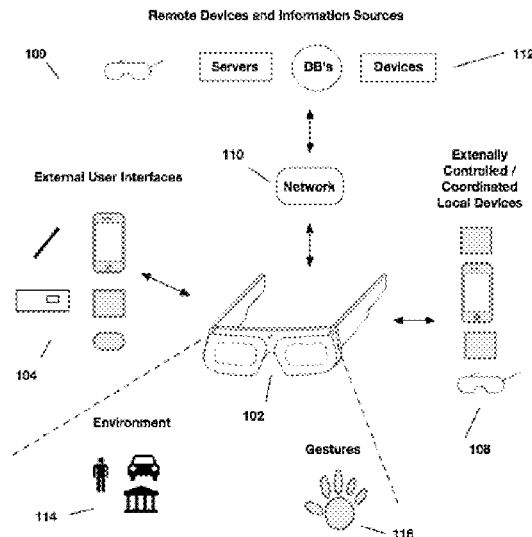 Remote Devices and Information Sources
109
Servers
DB's
Devices
112
110
Network
External User Interfaces
Extenally
Controlled /
Coordinated
Local Devices
104
102
108
Environment
Gestures
114
116